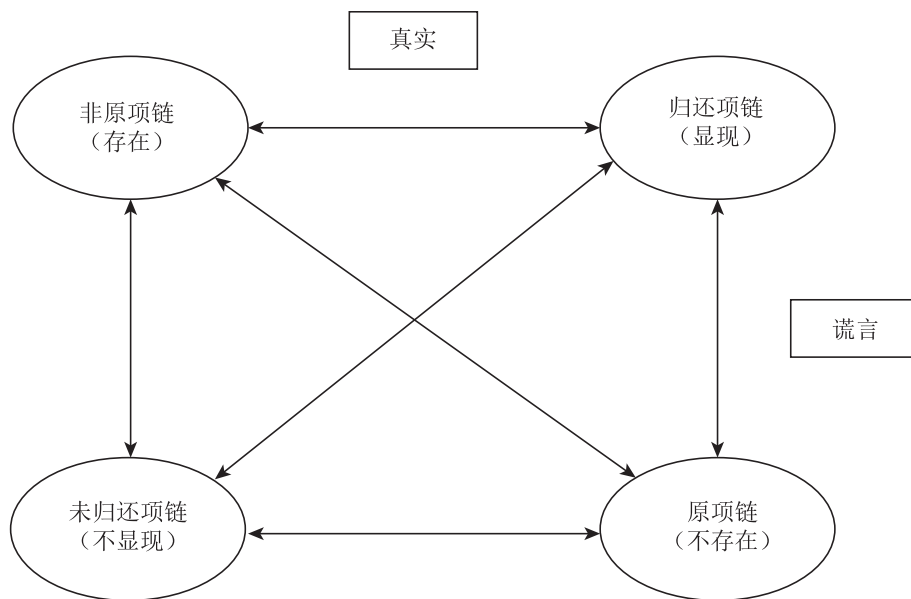 真实
非原项链
（存在）
归还项链
（显现）
谎言
未归还项链
（不显现）
原项链
（不存在）